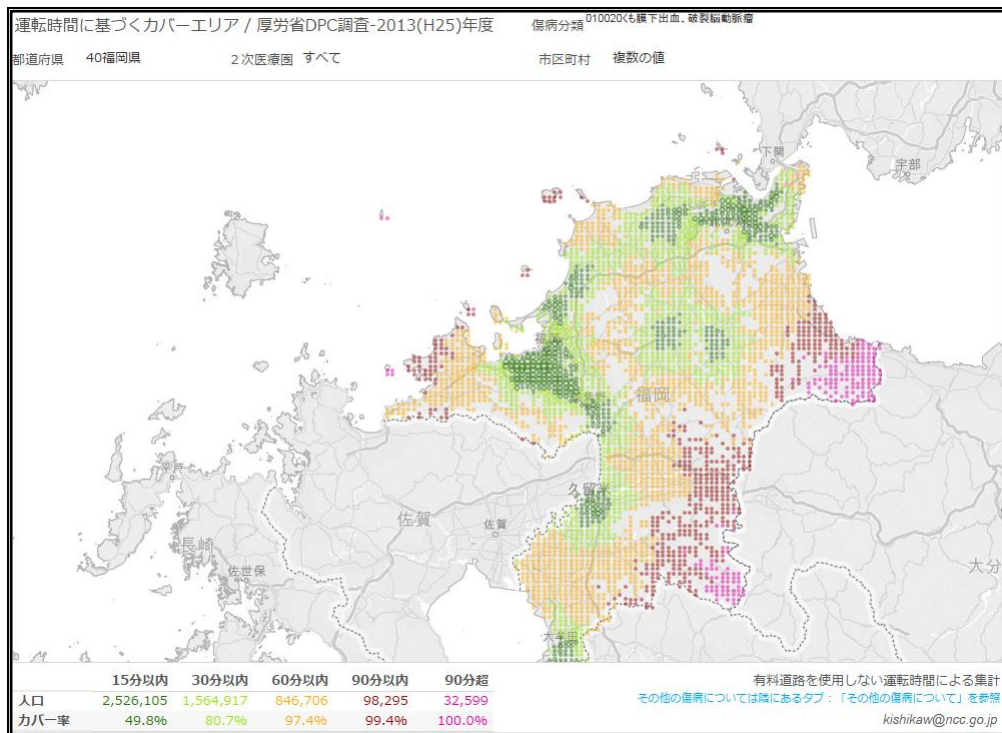 運転時間に基づくカバーエリア / 厚労省DPC調査-2013(H25)年度
傷病分類 010020くも膜下出血、破裂脳動脈瘤
都道府県 40福岡県 2次医療圏 すべて 市区町村 複数の値
下関
宇部
福岡
久留米
佐賀
佐賀
長崎
佐世保
大分
大牟田
15分以内 30分以内 60分以内 90分以内 90分超
人口 2,526,105 1,564,917 846,706 98,295 32,599
カバー率 49.8% 80.7% 97.4% 99.4% 100.0%
有料道路を使用しない運転時間による集計
その他の傷病については隣にあるタブ：「その他の傷病について」を参照
kishikaw@ncc.go.jp